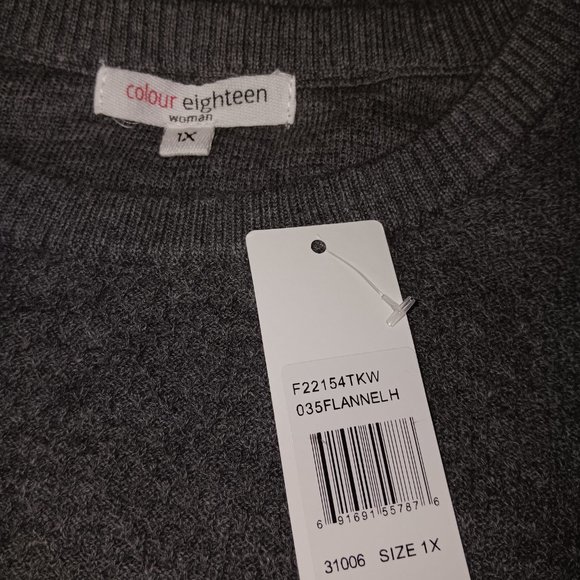 colour eighteen
woman
1X
F22154TKW
035FLANNELH
6 91691 55787 6
31006 SIZE 1X